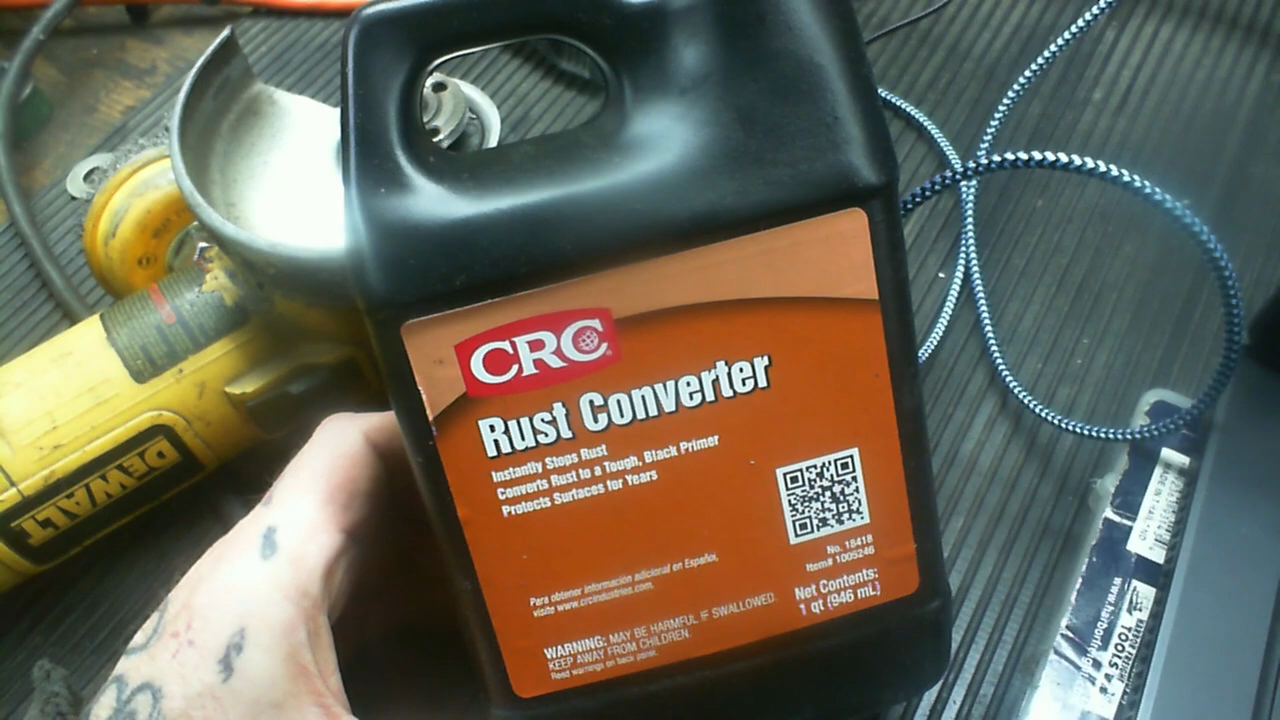 CRC
Rust Converter
Instantly Stops Rust
Converts Rust to a Tough, Black Primer
Protects Surfaces for Years
No. 18418
Item# 1005246
Para obtener información adicional en Español,
visite www.crcindustries.com.
Net Contents:
1 qt (946 mL)
WARNING: MAY BE HARMFUL IF SWALLOWED.
KEEP AWAY FROM CHILDREN.
Read warnings on back panel.
DEWALT